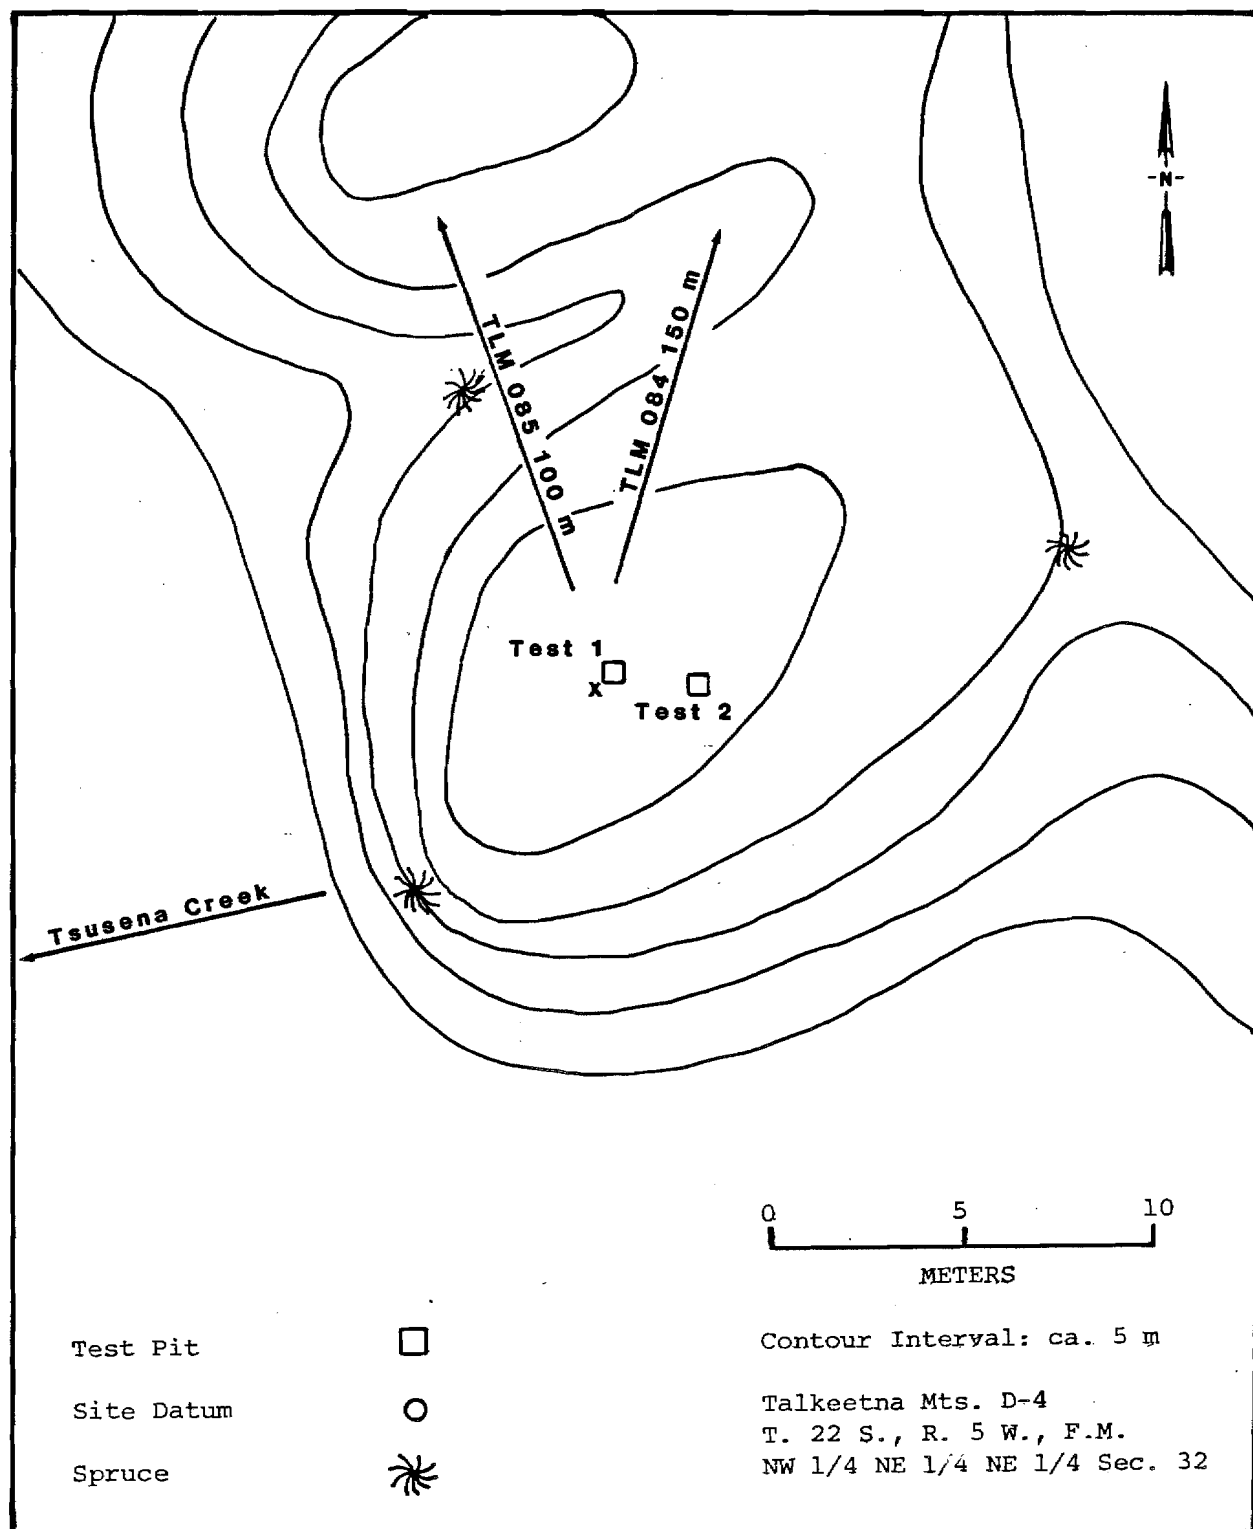 -N-
TLM 085 100 m
TLM 084 150 m
Test 1
x
Test 2
Tsusena Creek
0 5 10
METERS
Test Pit
Site Datum
Spruce
Contour Interval: ca. 5 m
Talkeetna Mts. D-4
T. 22 S., R. 5 W., F.M.
NW 1/4 NE 1/4 NE 1/4 Sec. 32